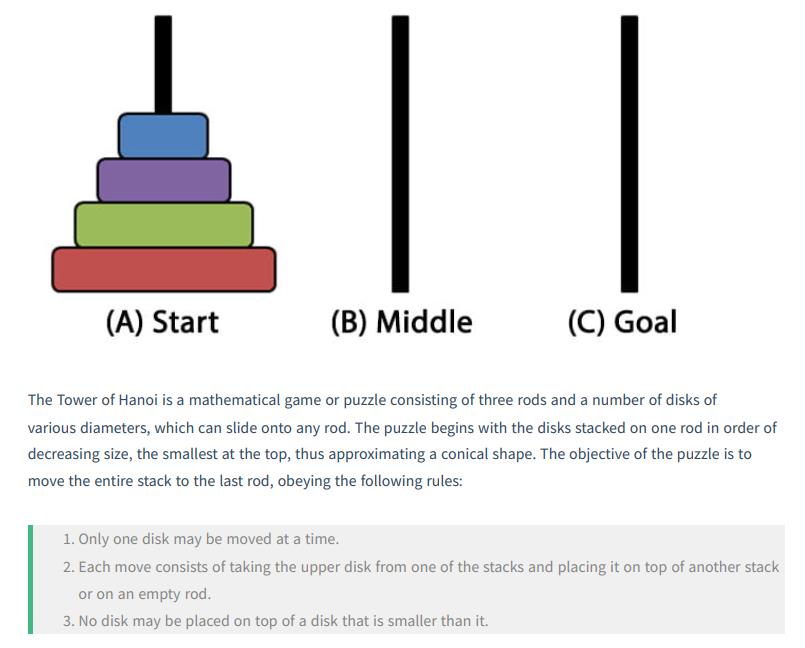 (A) Start
(B) Middle
(C) Goal
The Tower of Hanoi is a mathematical game or puzzle consisting of three rods and a number of disks of
various diameters, which can slide onto any rod. The puzzle begins with the disks stacked on one rod in order of
decreasing size, the smallest at the top, thus approximating a conical shape. The objective of the puzzle is to
move the entire stack to the last rod, obeying the following rules:
1. Only one disk may be moved at a time.
2. Each move consists of taking the upper disk from one of the stacks and placing it on top of another stack
or on an empty rod.
3. No disk may be placed on top of a disk that is smaller than it.